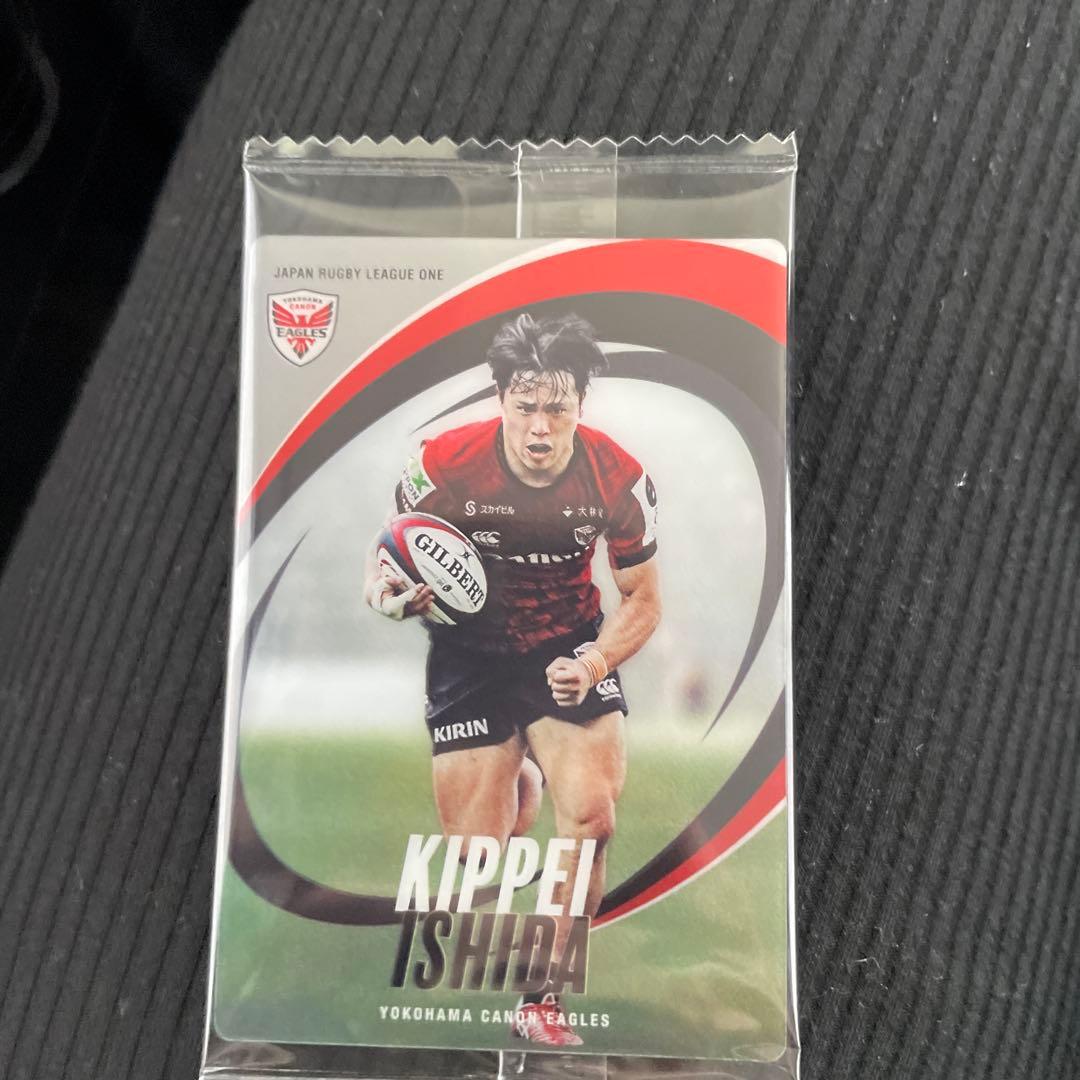 JAPAN RUGBY LEAGUE ONE
YOKOHAMA
CANON
EAGLES
スカイビル
GILBERT
KIRIN
KIPPEI
ISHIDA
YOKOHAMA CANON EAGLES